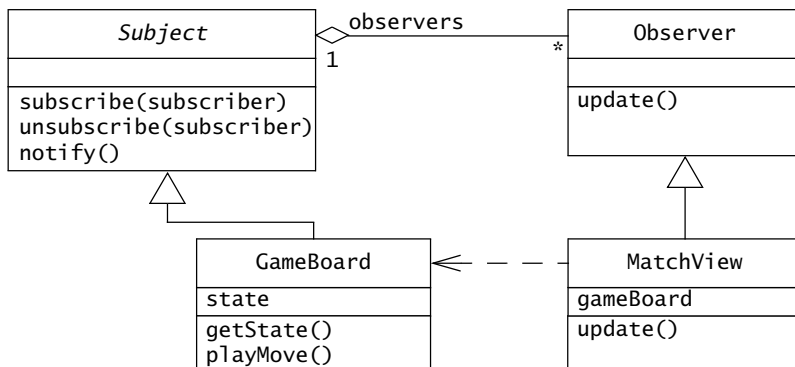 Subject
subscribe(subscriber)
unsubscribe(subscriber)
notify()
observers
1
*
Observer
update()
GameBoard
state
getState()
playMove()
MatchView
gameBoard
update()